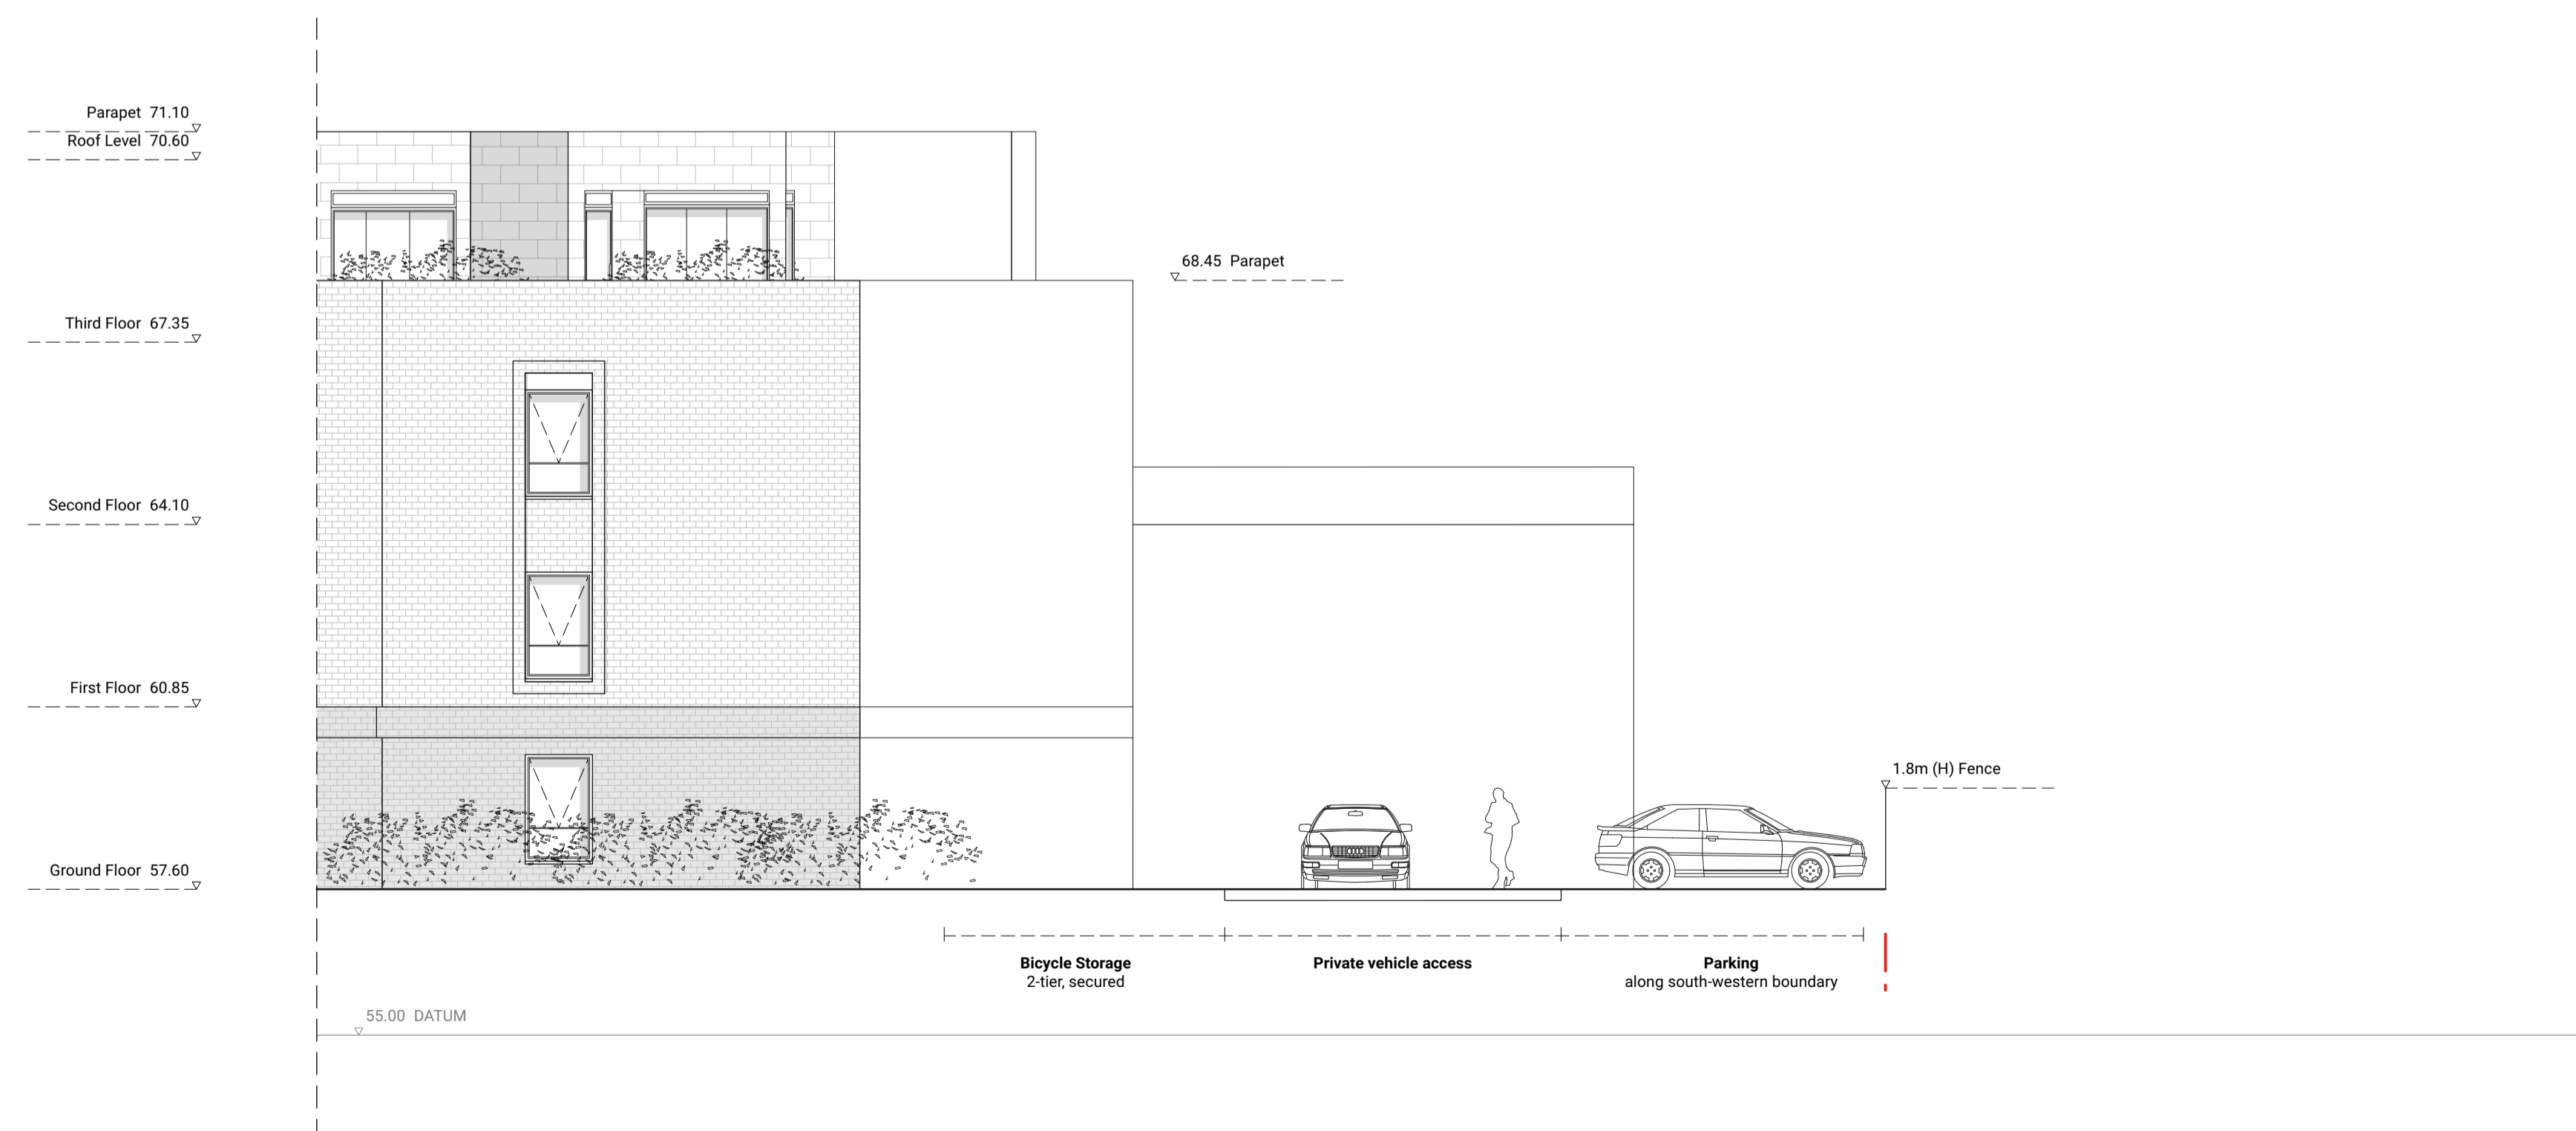 Parapet 71.10
Roof Level 70.60
68.45 Parapet
Third Floor 67.35
Second Floor 64.10
First Floor 60.85
1.8m (H) Fence
Ground Floor 57.60
Bicycle Storage
2-tier, secured
Private vehicle access
Parking
along south-western boundary
55.00 DATUM